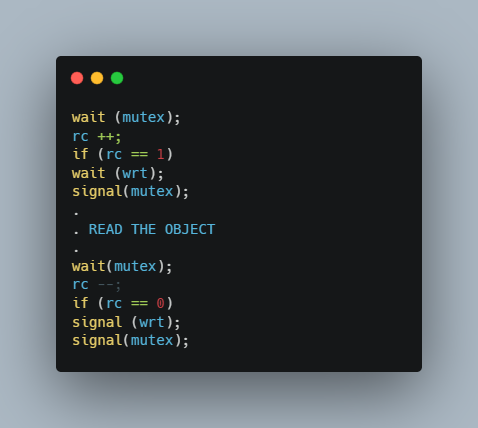 wait (mutex);
rc ++;
if (rc == 1)
wait (wrt);
signal(mutex);
.
. READ THE OBJECT
.
wait(mutex);
rc --;
if (rc == 0)
signal (wrt);
signal(mutex);